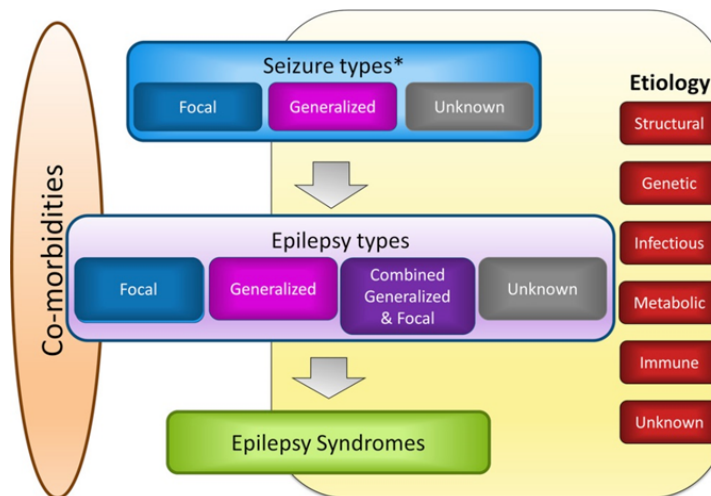 Co-morbidities
Seizure types*
Focal
Generalized
Unknown
Epilepsy types
Focal
Generalized
Combined
Generalized
& Focal
Unknown
Epilepsy Syndromes
Etiology
Structural
Genetic
Infectious
Metabolic
Immune
Unknown